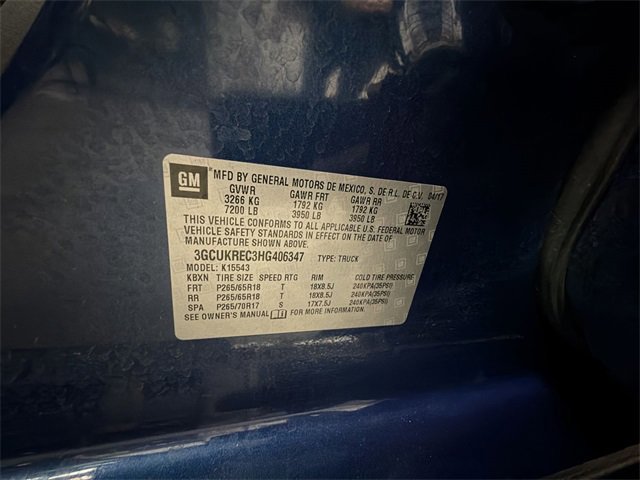 GM MFD BY GENERAL MOTORS DE MEXICO, S. DE R.L. DE C.V. 04/17
GVWR GAWR FRT GAWR RR
3266 KG 1792 KG 1792 KG
7200 LB 3950 LB 3950 LB
THIS VEHICLE CONFORMS TO ALL APPLICABLE U.S. FEDERAL MOTOR
VEHICLE SAFETY STANDARDS IN EFFECT ON THE DATE OF
MANUFACTURE SHOWN ABOVE.
3GCUKREC3HG406347 TYPE: TRUCK
MODEL: K15543
KBXN TIRE SIZE SPEED RTG RIM COLD TIRE PRESSURE
FRT P265/65R18 T 18X8.5J 240KPA(35PSI)
RR P265/65R18 T 18X8.5J 240KPA(35PSI)
SPA P265/70R17 S 17X7.5J 240KPA(35PSI)
SEE OWNER'S MANUAL FOR MORE INFORMATION.